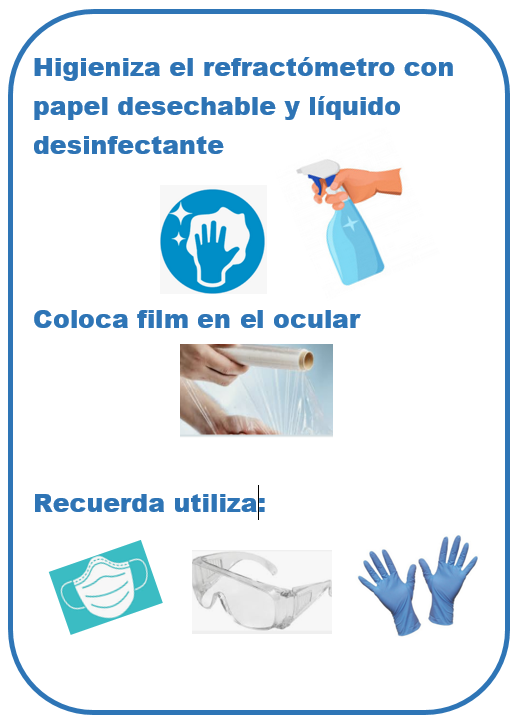 Higieniza el refractómetro con
papel desechable y líquido
desinfectante
Coloca film en el ocular
Recuerda utiliza: